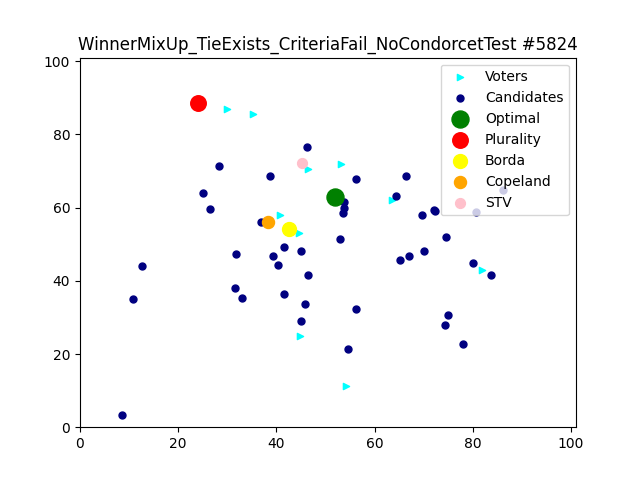 WinnerMixUp_TieExists_CriteriaFail_NoCondorcetTest #5824
100
80
60
40
20
0
0 20 40 60 80 100
Voters
Candidates
Optimal
Plurality
Borda
Copeland
STV